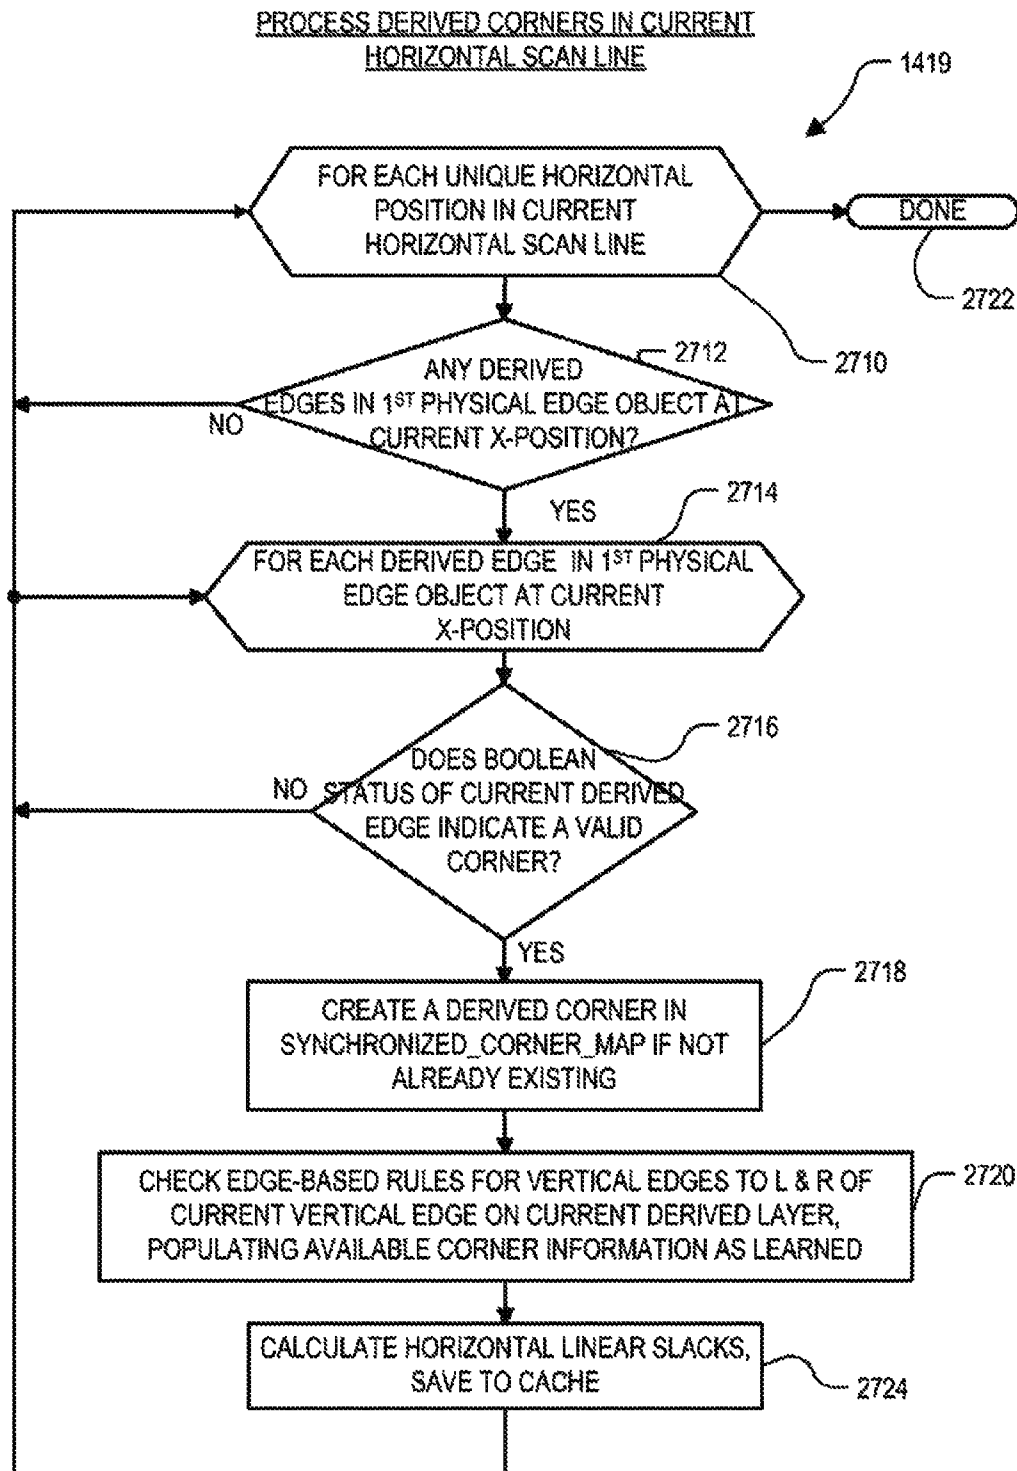 PROCESS DERIVED CORNERS IN CURRENT
HORIZONTAL SCAN LINE
1419
FOR EACH UNIQUE HORIZONTAL
POSITION IN CURRENT
HORIZONTAL SCAN LINE
DONE
2722
2710
2712
ANY DERIVED
EDGES IN 1ST PHYSICAL EDGE OBJECT AT
CURRENT X-POSITION?
NO
YES
2714
FOR EACH DERIVED EDGE IN 1ST PHYSICAL
EDGE OBJECT AT CURRENT
X-POSITION
2716
DOES BOOLEAN
STATUS OF CURRENT DERIVED
EDGE INDICATE A VALID
CORNER?
NO
YES
2718
CREATE A DERIVED CORNER IN
SYNCHRONIZED_CORNER_MAP IF NOT
ALREADY EXISTING
2720
CHECK EDGE-BASED RULES FOR VERTICAL EDGES TO L & R OF
CURRENT VERTICAL EDGE ON CURRENT DERIVED LAYER,
POPULATING AVAILABLE CORNER INFORMATION AS LEARNED
CALCULATE HORIZONTAL LINEAR SLACKS,
SAVE TO CACHE
2724